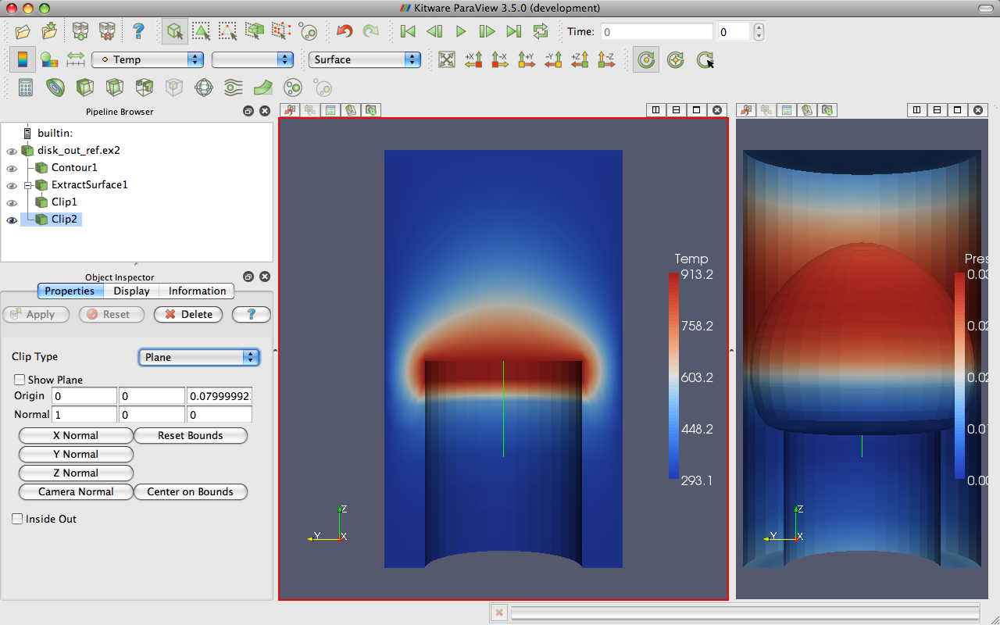 Kitware ParaView 3.5.0 (development)
Time: 0 0
Temp Surface
+X -X +Y -Y +Z -Z
Pipeline Browser
builtin:
disk_out_ref.ex2
Contour1
ExtractSurface1
Clip1
Clip2
Object Inspector
Properties Display Information
Apply Reset Delete ?
Clip Type Plane
Show Plane
Origin 0 0 0.0799999923
Normal 1 0 0
X Normal Reset Bounds
Y Normal
Z Normal
Camera Normal Center on Bounds
Inside Out
Temp
913.2
758.2
603.2
448.2
293.1
Z
Y X
Pres
0.03
0.02
0.02
0.00
Z
Y X